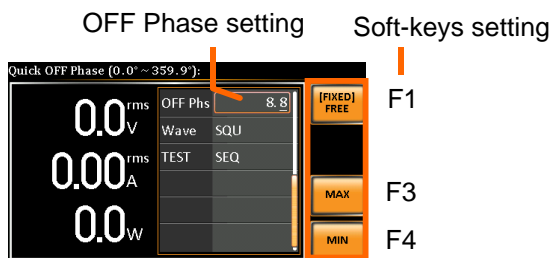 OFF Phase setting
Soft-keys setting
Quick OFF Phase (0.0° ~ 359.9°):
0.0 rms V
0.00 rms A
0.0 W
OFF Phs 8.8
Wave SQU
TEST SEQ
[FIXED]
FREE
MAX
MIN
F1
F3
F4